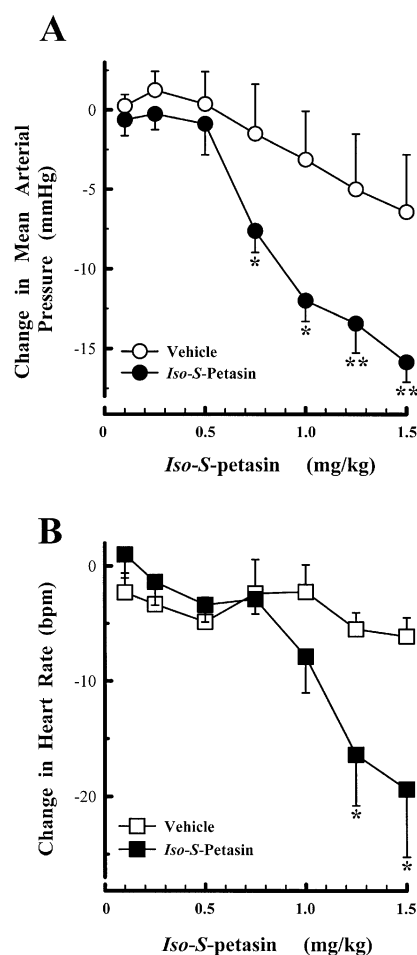 A
Change in Mean Arterial
Pressure (mmHg)
0
-5
-10
-15
*
*
**
**
Vehicle
Iso-S-Petasin
0
0.5
1.0
1.5
Iso-S-petasin (mg/kg)
B
Change in Heart Rate (bpm)
0
-10
-20
*
*
Vehicle
Iso-S-Petasin
0
0.5
1.0
1.5
Iso-S-petasin (mg/kg)